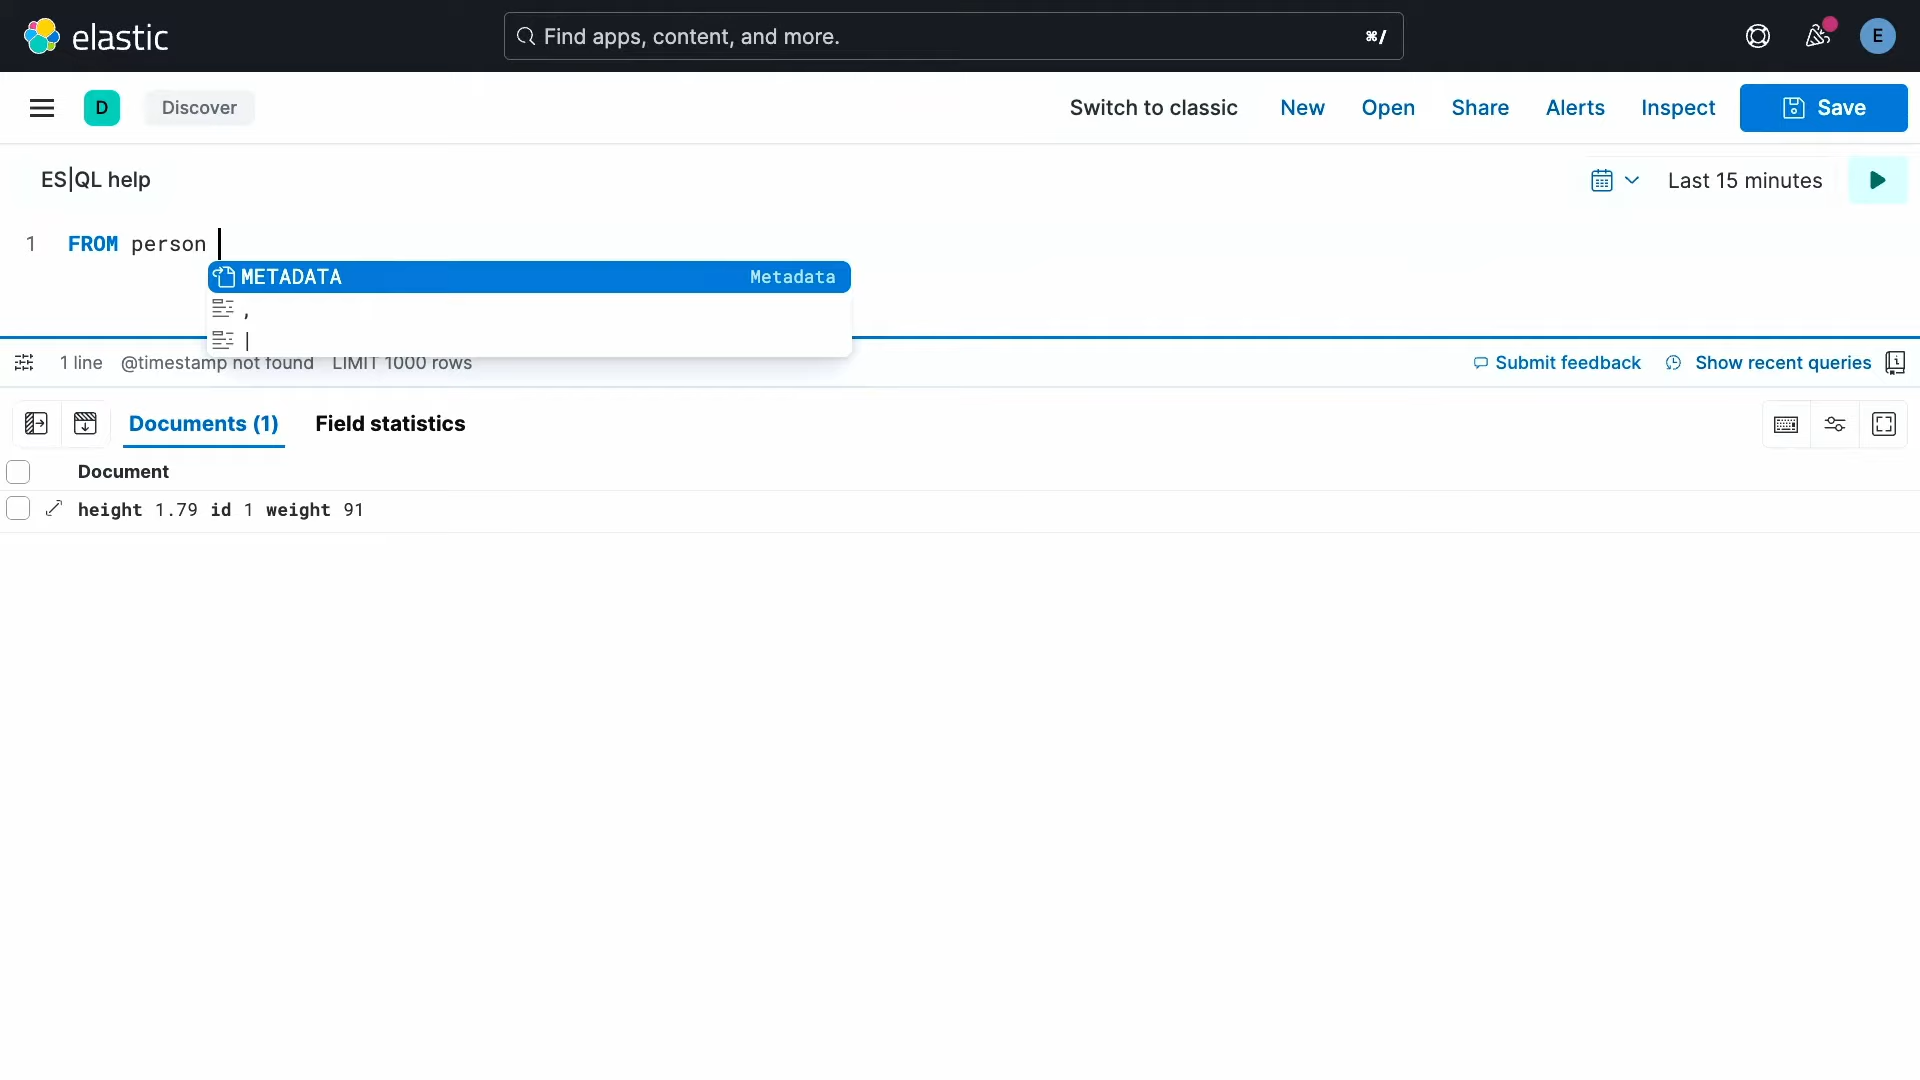 elastic
Find apps, content, and more.
⌘/
E
D
Discover
Switch to classic
New
Open
Share
Alerts
Inspect
Save
ES|QL help
Last 15 minutes
1 FROM person
METADATA Metadata
,
|
1 line @timestamp not found LIMIT 1000 rows
Submit feedback
Show recent queries
Documents (1)
Field statistics
Document
height 1.79 id 1 weight 91